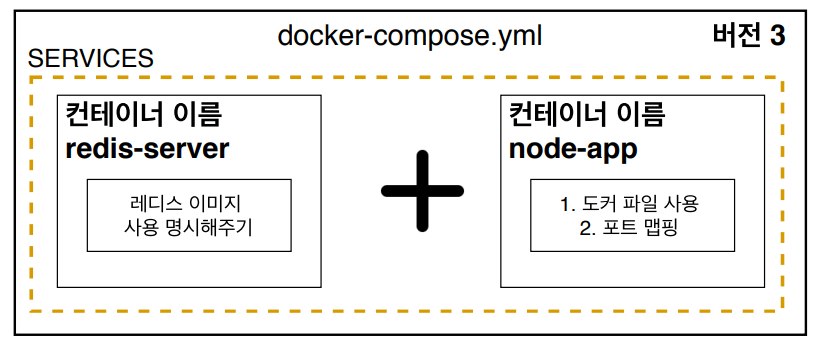 docker-compose.yml
버전 3
SERVICES
컨테이너 이름
redis-server
레디스 이미지
사용 명시해주기
컨테이너 이름
node-app
1. 도커 파일 사용
2. 포트 맵핑